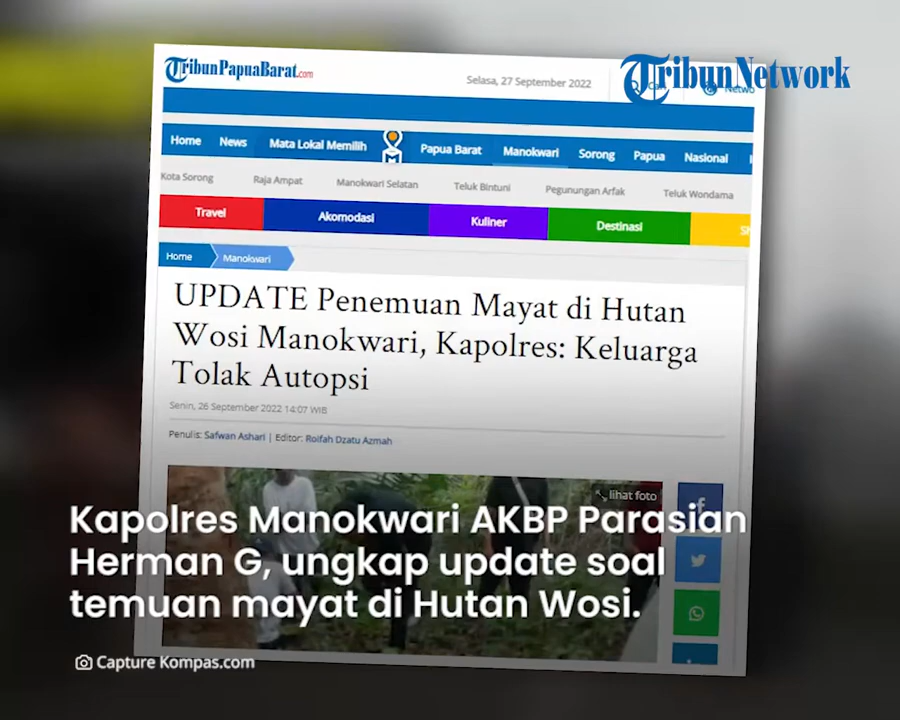 TribunPapuaBarat.com
Selasa, 27 September 2022
TribunNetwork
Home News Mata Lokal Memilih Papua Barat Manokwari Sorong Papua Nasional
Kota Sorong Raja Ampat Manokwari Selatan Teluk Bintuni Pegunungan Arfak Teluk Wondama
Travel Akomodasi Kuliner Destinasi
Home Manokwari
UPDATE Penemuan Mayat di Hutan
Wosi Manokwari, Kapolres: Keluarga
Tolak Autopsi
Senin, 26 September 2022 14:07 WIB
Penulis: Safwan Ashari | Editor: Roifah Dzatu Azmah
lihat foto
Kapolres Manokwari AKBP Parasian
Herman G, ungkap update soal
temuan mayat di Hutan Wosi.
Capture Kompas.com